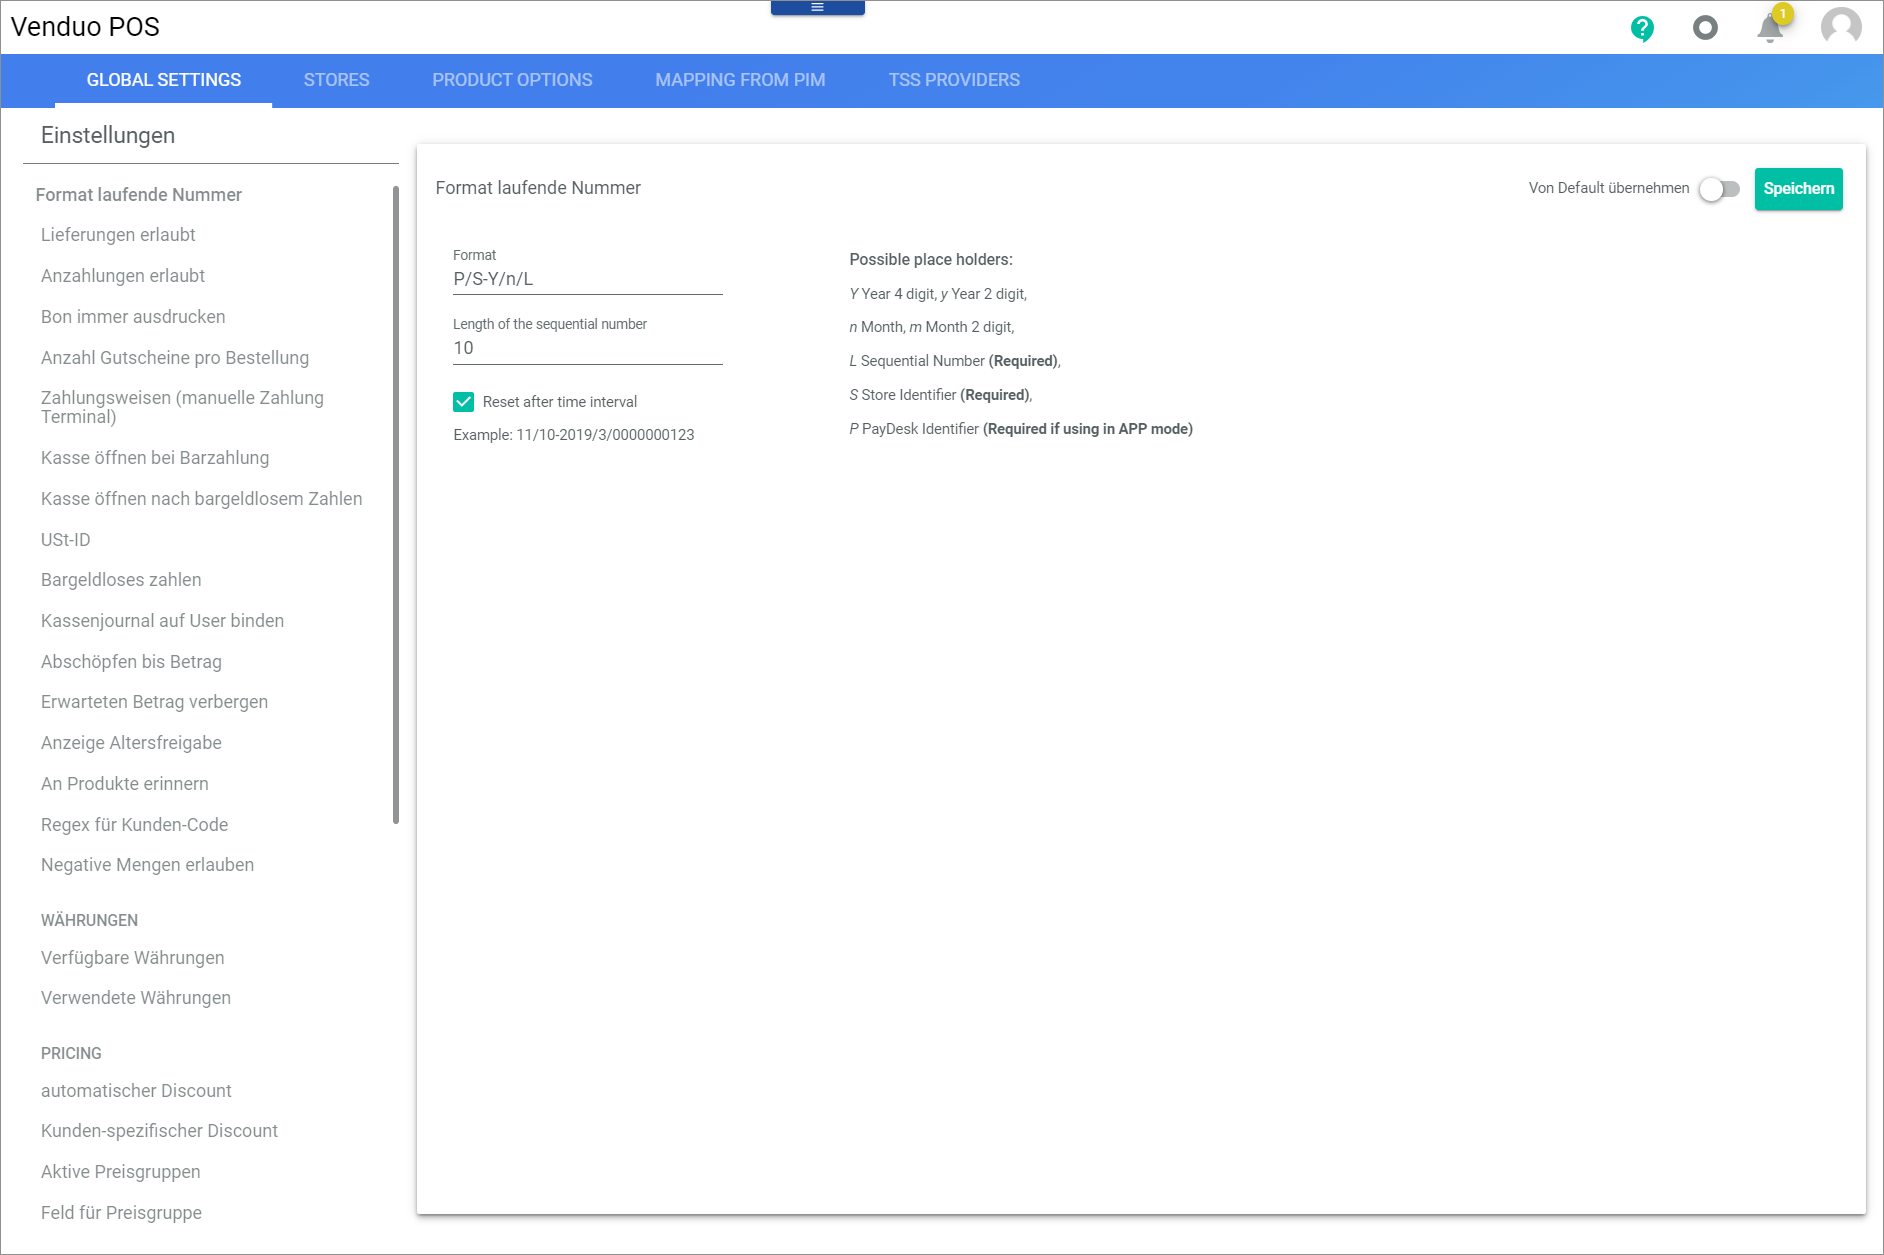 Venduo POS
1
GLOBAL SETTINGS
STORES
PRODUCT OPTIONS
MAPPING FROM PIM
TSS PROVIDERS
Einstellungen
Format laufende Nummer
Lieferungen erlaubt
Anzahlungen erlaubt
Bon immer ausdrucken
Anzahl Gutscheine pro Bestellung
Zahlungsweisen (manuelle Zahlung
Terminal)
Kasse öffnen bei Barzahlung
Kasse öffnen nach bargeldlosem Zahlen
USt-ID
Bargeldloses zahlen
Kassenjournal auf User binden
Abschöpfen bis Betrag
Erwarteten Betrag verbergen
Anzeige Altersfreigabe
An Produkte erinnern
Regex für Kunden-Code
Negative Mengen erlauben
WÄHRUNGEN
Verfügbare Währungen
Verwendete Währungen
PRICING
automatischer Discount
Kunden-spezifischer Discount
Aktive Preisgruppen
Feld für Preisgruppe
Format laufende Nummer
Von Default übernehmen
Speichern
Format
P/S-Y/n/L
Length of the sequential number
10
Reset after time interval
Example: 11/10-2019/3/0000000123
Possible place holders:
Y Year 4 digit, y Year 2 digit,
n Month, m Month 2 digit,
L Sequential Number (Required),
S Store Identifier (Required),
P PayDesk Identifier (Required if using in APP mode)